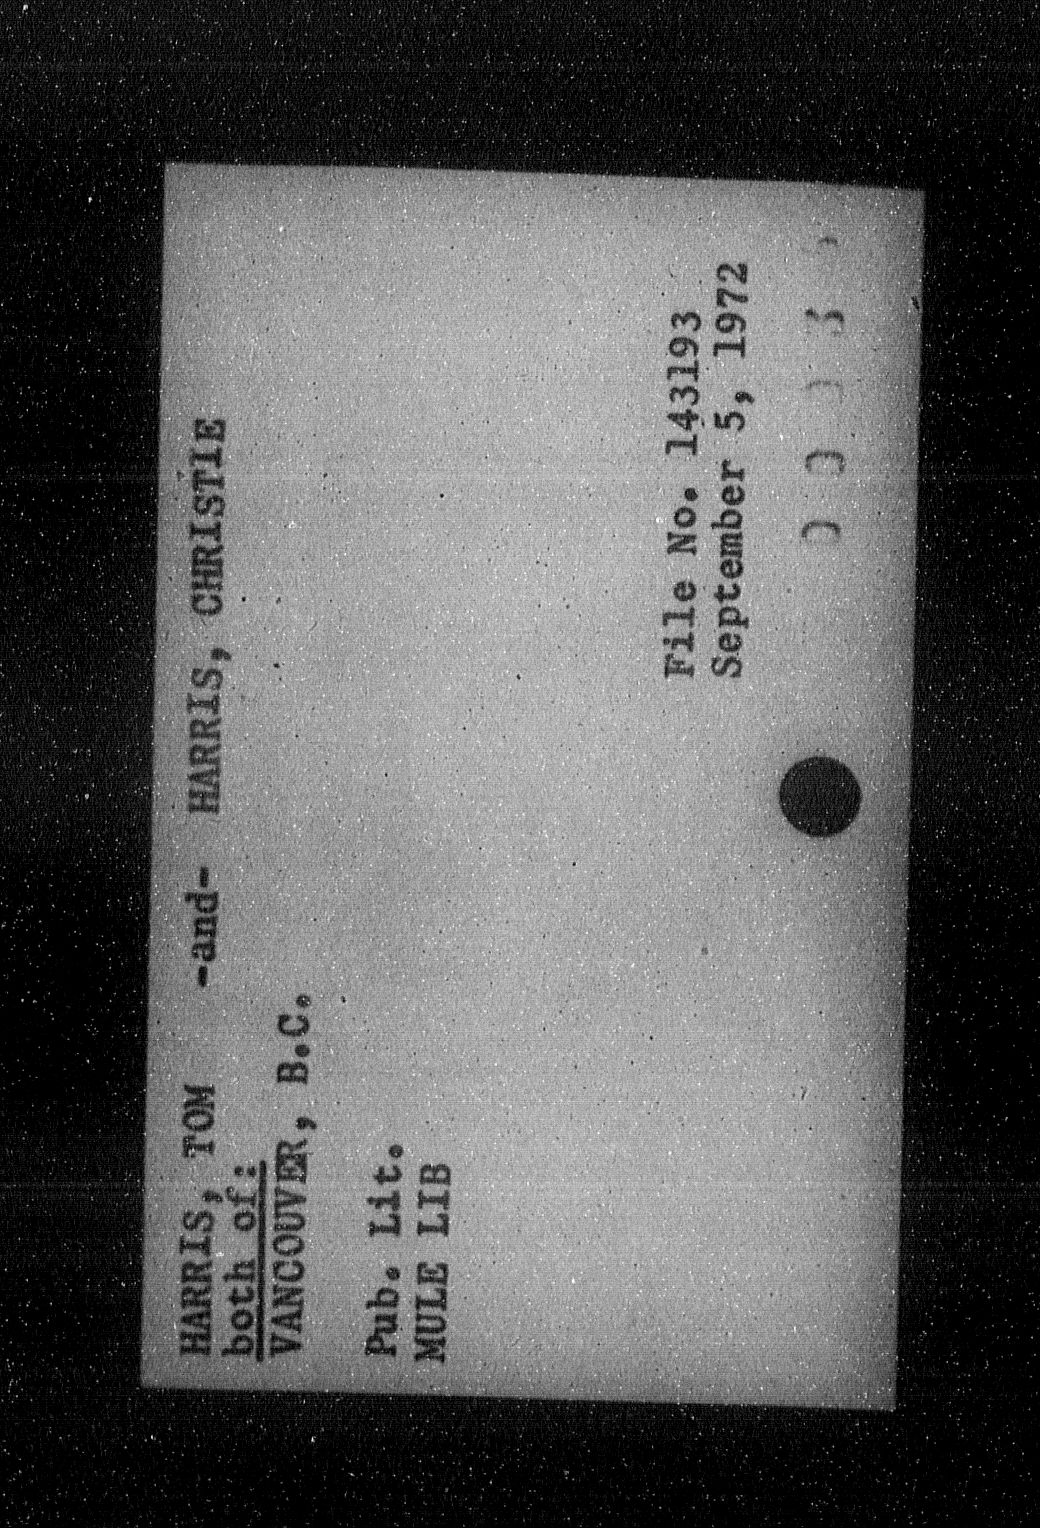 HARRIS, TOM -and- HARRIS, CHRISTIE
both of:
VANCOUVER, B.C.
Pub. Lit.
MULE LIB
File No. 143193
September 5, 1972